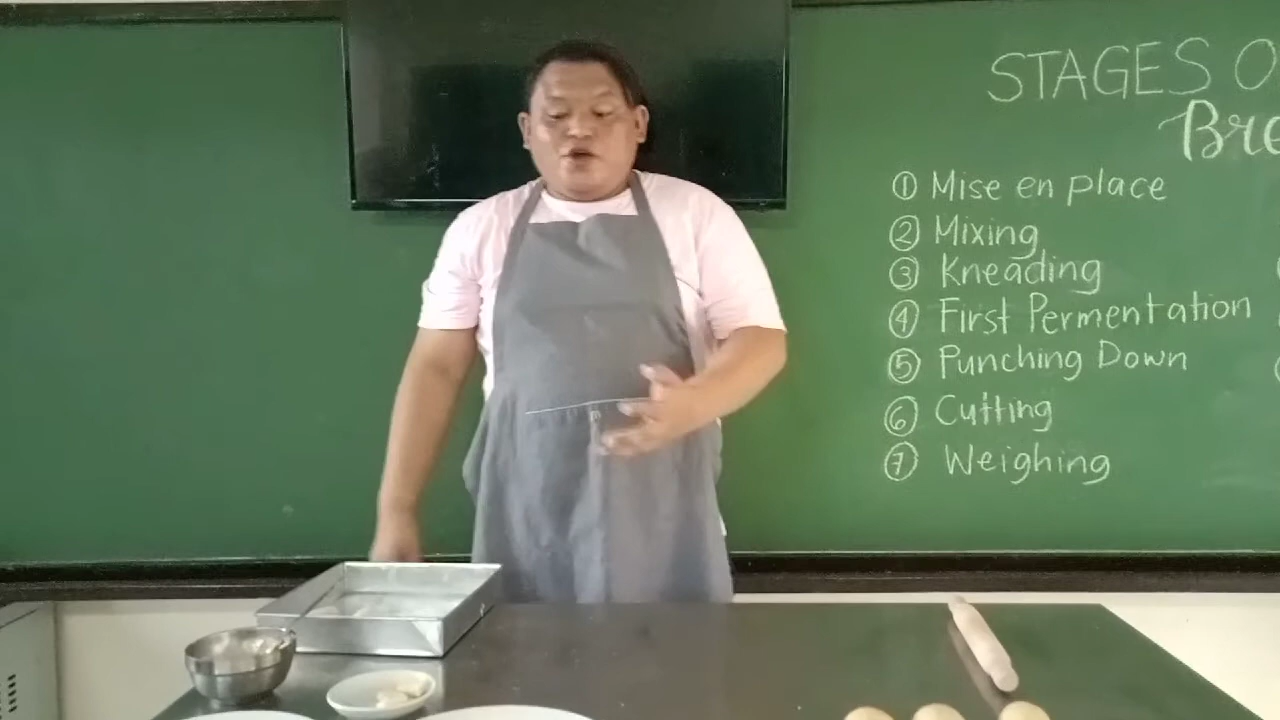 STAGES O
Bre
① Mise en place
② Mixing
③ Kneading
④ First Permentation
⑤ Punching Down
⑥ Cutting
⑦ Weighing